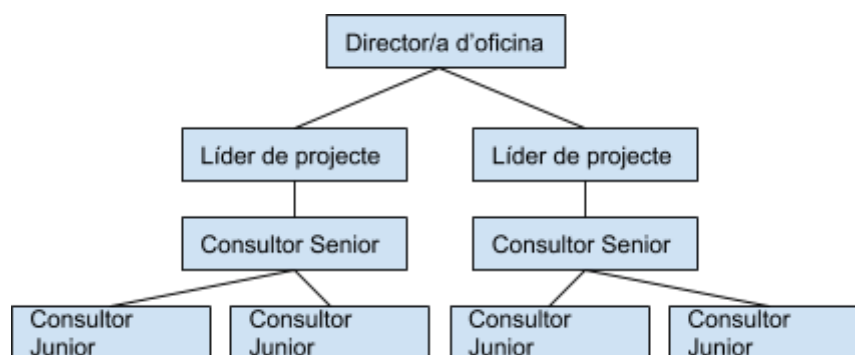 Director/a d’oficina
Líder de projecte
Líder de projecte
Consultor Senior
Consultor Senior
Consultor
Junior
Consultor
Junior
Consultor
Junior
Consultor
Junior